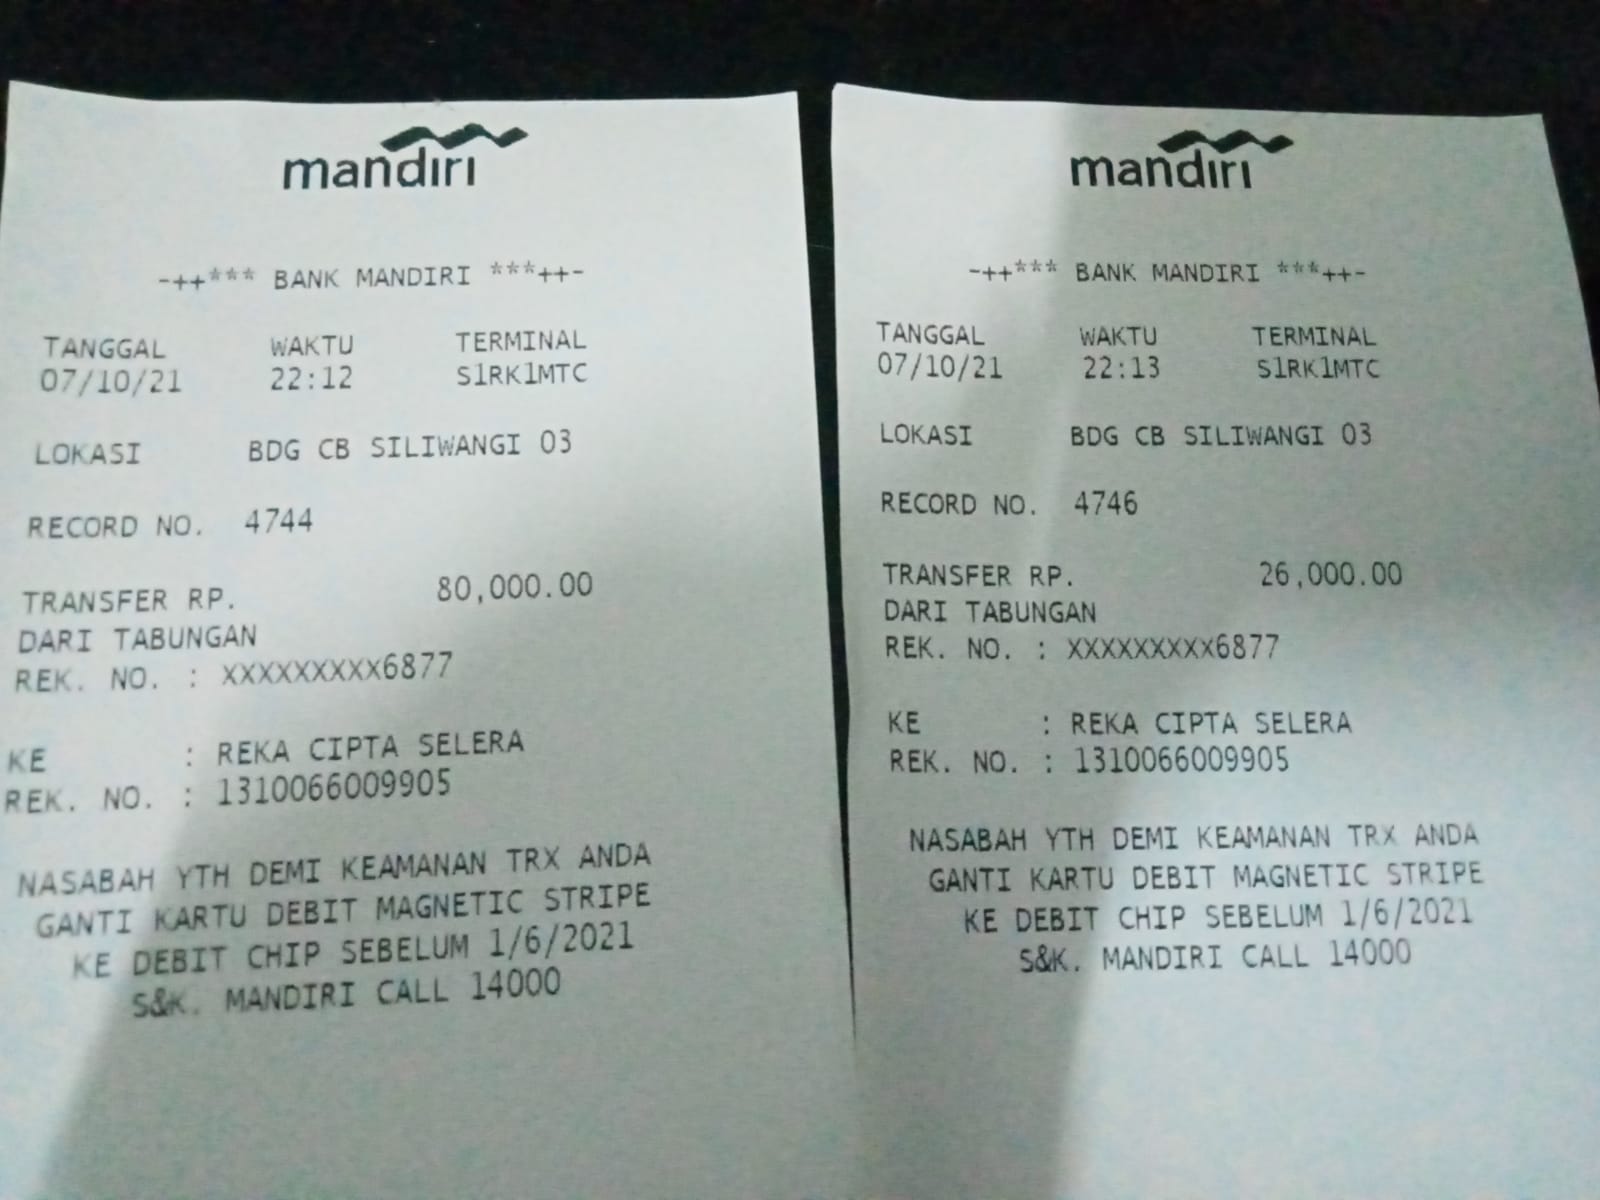 mandiri
-++*** BANK MANDIRI ***++-
TANGGAL WAKTU TERMINAL
07/10/21 22:12 S1RK1MTC
LOKASI BDG CB SILIWANGI 03
RECORD NO. 4744
TRANSFER RP. 80,000.00
DARI TABUNGAN
REK. NO. : XXXXXXXXX6877
KE : REKA CIPTA SELERA
REK. NO. : 1310066009905
NASABAH YTH DEMI KEAMANAN TRX ANDA
GANTI KARTU DEBIT MAGNETIC STRIPE
KE DEBIT CHIP SEBELUM 1/6/2021
S&K. MANDIRI CALL 14000
mandiri
-++*** BANK MANDIRI ***++-
TANGGAL WAKTU TERMINAL
07/10/21 22:13 S1RK1MTC
LOKASI BDG CB SILIWANGI 03
RECORD NO. 4746
TRANSFER RP. 26,000.00
DARI TABUNGAN
REK. NO. : XXXXXXXXX6877
KE : REKA CIPTA SELERA
REK. NO. : 1310066009905
NASABAH YTH DEMI KEAMANAN TRX ANDA
GANTI KARTU DEBIT MAGNETIC STRIPE
KE DEBIT CHIP SEBELUM 1/6/2021
S&K. MANDIRI CALL 14000